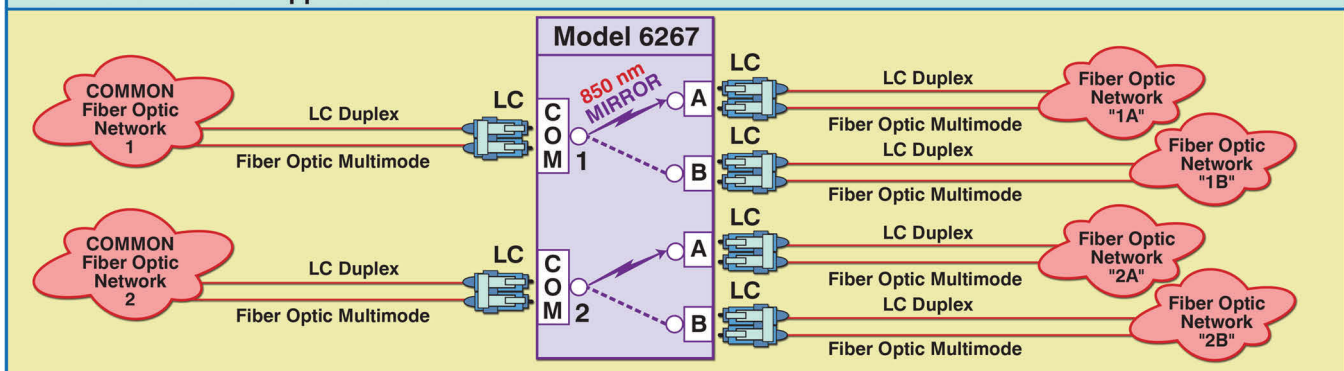 Model 6267
COMMON
Fiber Optic
Network
1
LC Duplex
Fiber Optic Multimode
LC
COM
1
850 nm
MIRROR
A
B
LC
LC Duplex
Fiber Optic Multimode
Fiber Optic
Network
"1A"
LC
LC Duplex
Fiber Optic Multimode
Fiber Optic
Network
"1B"
COMMON
Fiber Optic
Network
2
LC Duplex
Fiber Optic Multimode
LC
COM
2
A
B
LC
LC Duplex
Fiber Optic Multimode
Fiber Optic
Network
"2A"
LC
LC Duplex
Fiber Optic Multimode
Fiber Optic
Network
"2B"